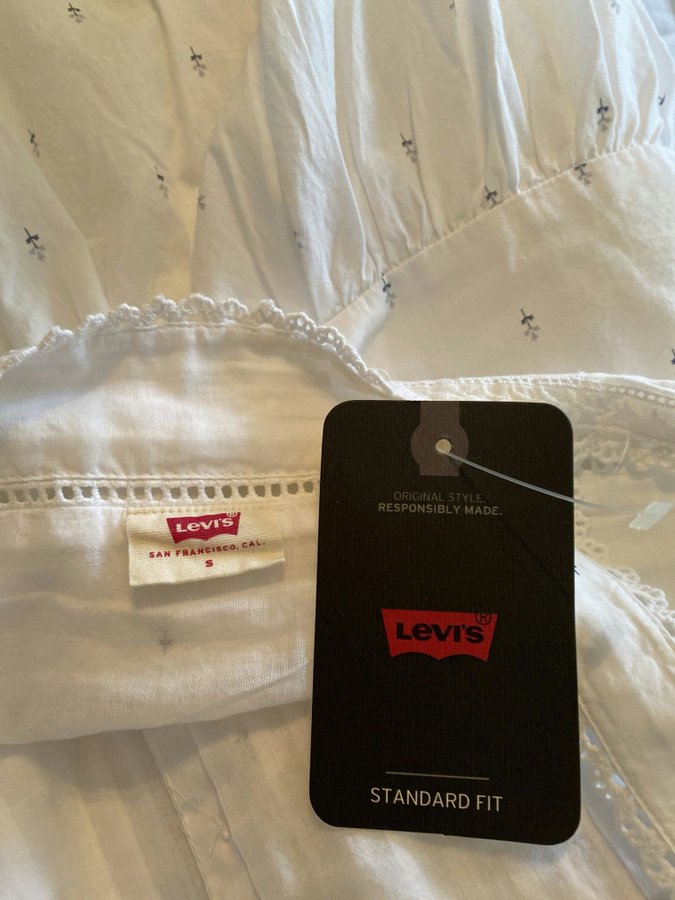 LEVI'S®
SAN FRANCISCO, CAL.
S
ORIGINAL STYLE.
RESPONSIBLY MADE.
LEVI'S®
STANDARD FIT